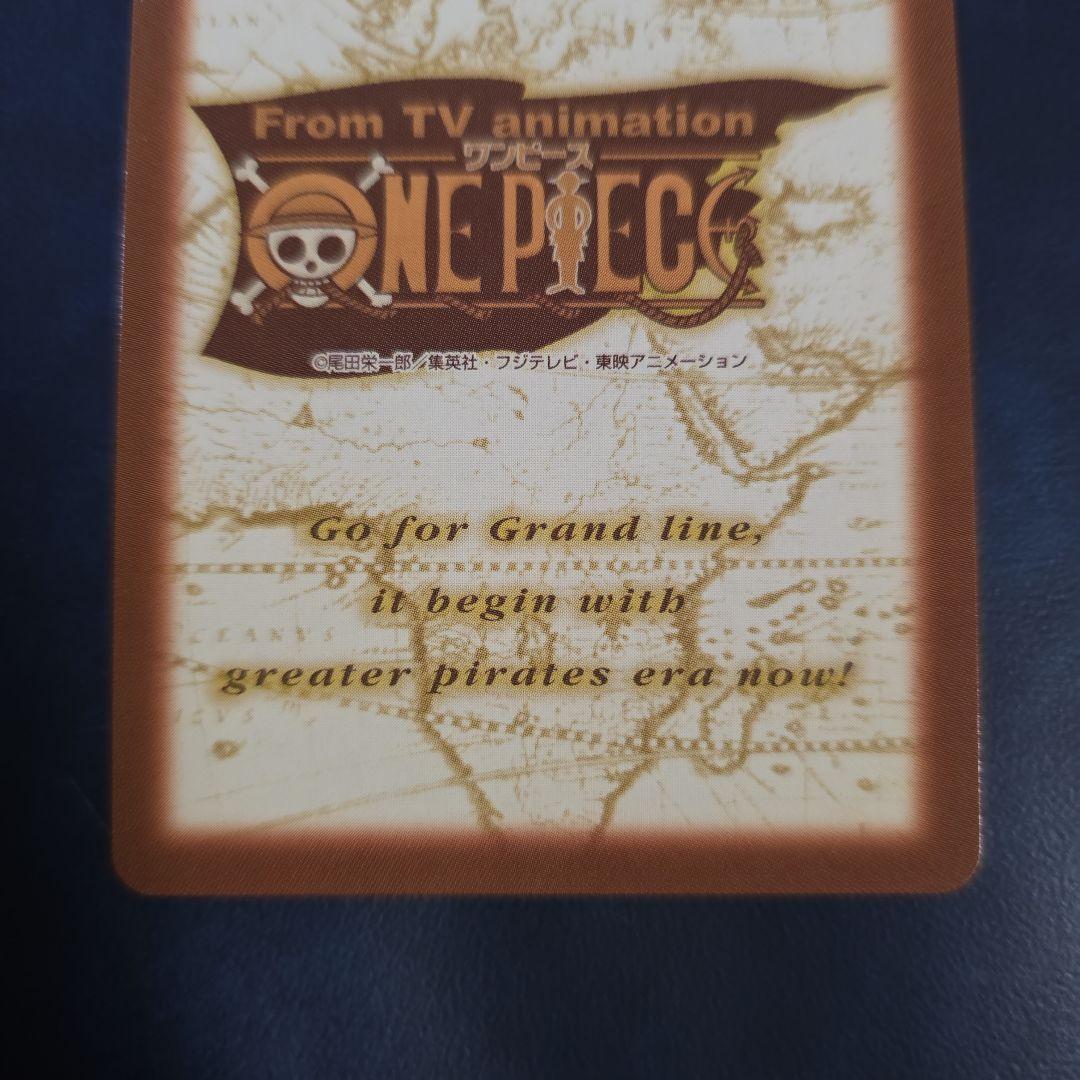 From TV animation
ワンピース
ONE PIECE
©尾田栄一郎／集英社・フジテレビ・東映アニメーション
Go for Grand line,
it begin with
OCEANVS
greater pirates era now!